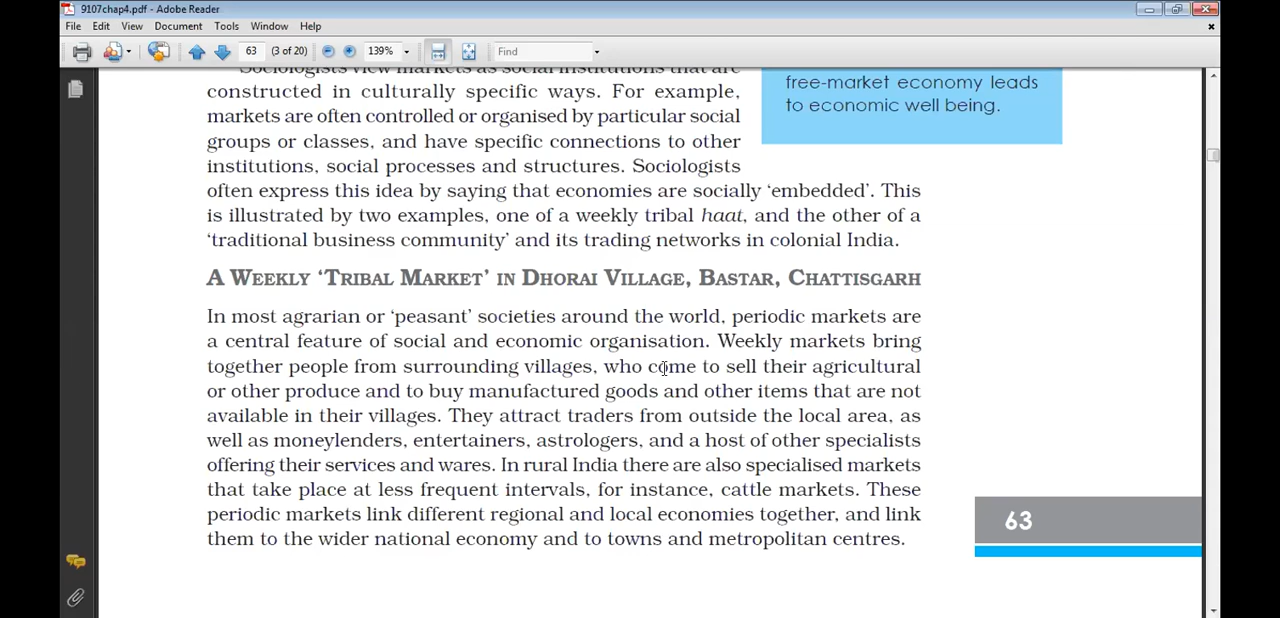 9107chap4.pdf - Adobe Reader
File Edit View Document Tools Window Help
63 (3 of 20) 139% Find
Sociologists view markets as social institutions that are
constructed in culturally specific ways. For example,
markets are often controlled or organised by particular social
groups or classes, and have specific connections to other
institutions, social processes and structures. Sociologists
often express this idea by saying that economies are socially ‘embedded’. This
is illustrated by two examples, one of a weekly tribal haat, and the other of a
‘traditional business community’ and its trading networks in colonial India.
free-market economy leads
to economic well being.
A WEEKLY ‘TRIBAL MARKET’ IN DHORAI VILLAGE, BASTAR, CHATTISGARH
In most agrarian or ‘peasant’ societies around the world, periodic markets are
a central feature of social and economic organisation. Weekly markets bring
together people from surrounding villages, who come to sell their agricultural
or other produce and to buy manufactured goods and other items that are not
available in their villages. They attract traders from outside the local area, as
well as moneylenders, entertainers, astrologers, and a host of other specialists
offering their services and wares. In rural India there are also specialised markets
that take place at less frequent intervals, for instance, cattle markets. These
periodic markets link different regional and local economies together, and link
them to the wider national economy and to towns and metropolitan centres.
63